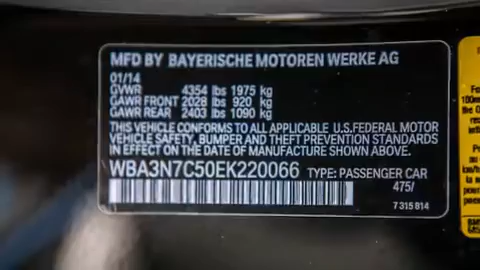 MFD BY BAYERISCHE MOTOREN WERKE AG
01/14
GVWR 4354 lbs 1975 kg
GAWR FRONT 2028 lbs 920 kg
GAWR REAR 2403 lbs 1090 kg
THIS VEHICLE CONFORMS TO ALL APPLICABLE U.S.FEDERAL MOTOR
VEHICLE SAFETY, BUMPER AND THEFT PREVENTION STANDARDS
IN EFFECT ON THE DATE OF MANUFACTURE SHOWN ABOVE.
WBA3N7C50EK220066 TYPE: PASSENGER CAR
475/
7 315 814